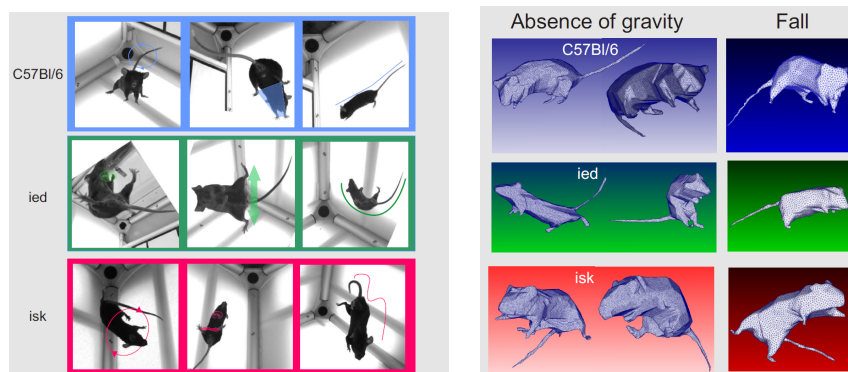 C57Bl/6
ied
isk
Absence of gravity
Fall
C57Bl/6
ied
isk